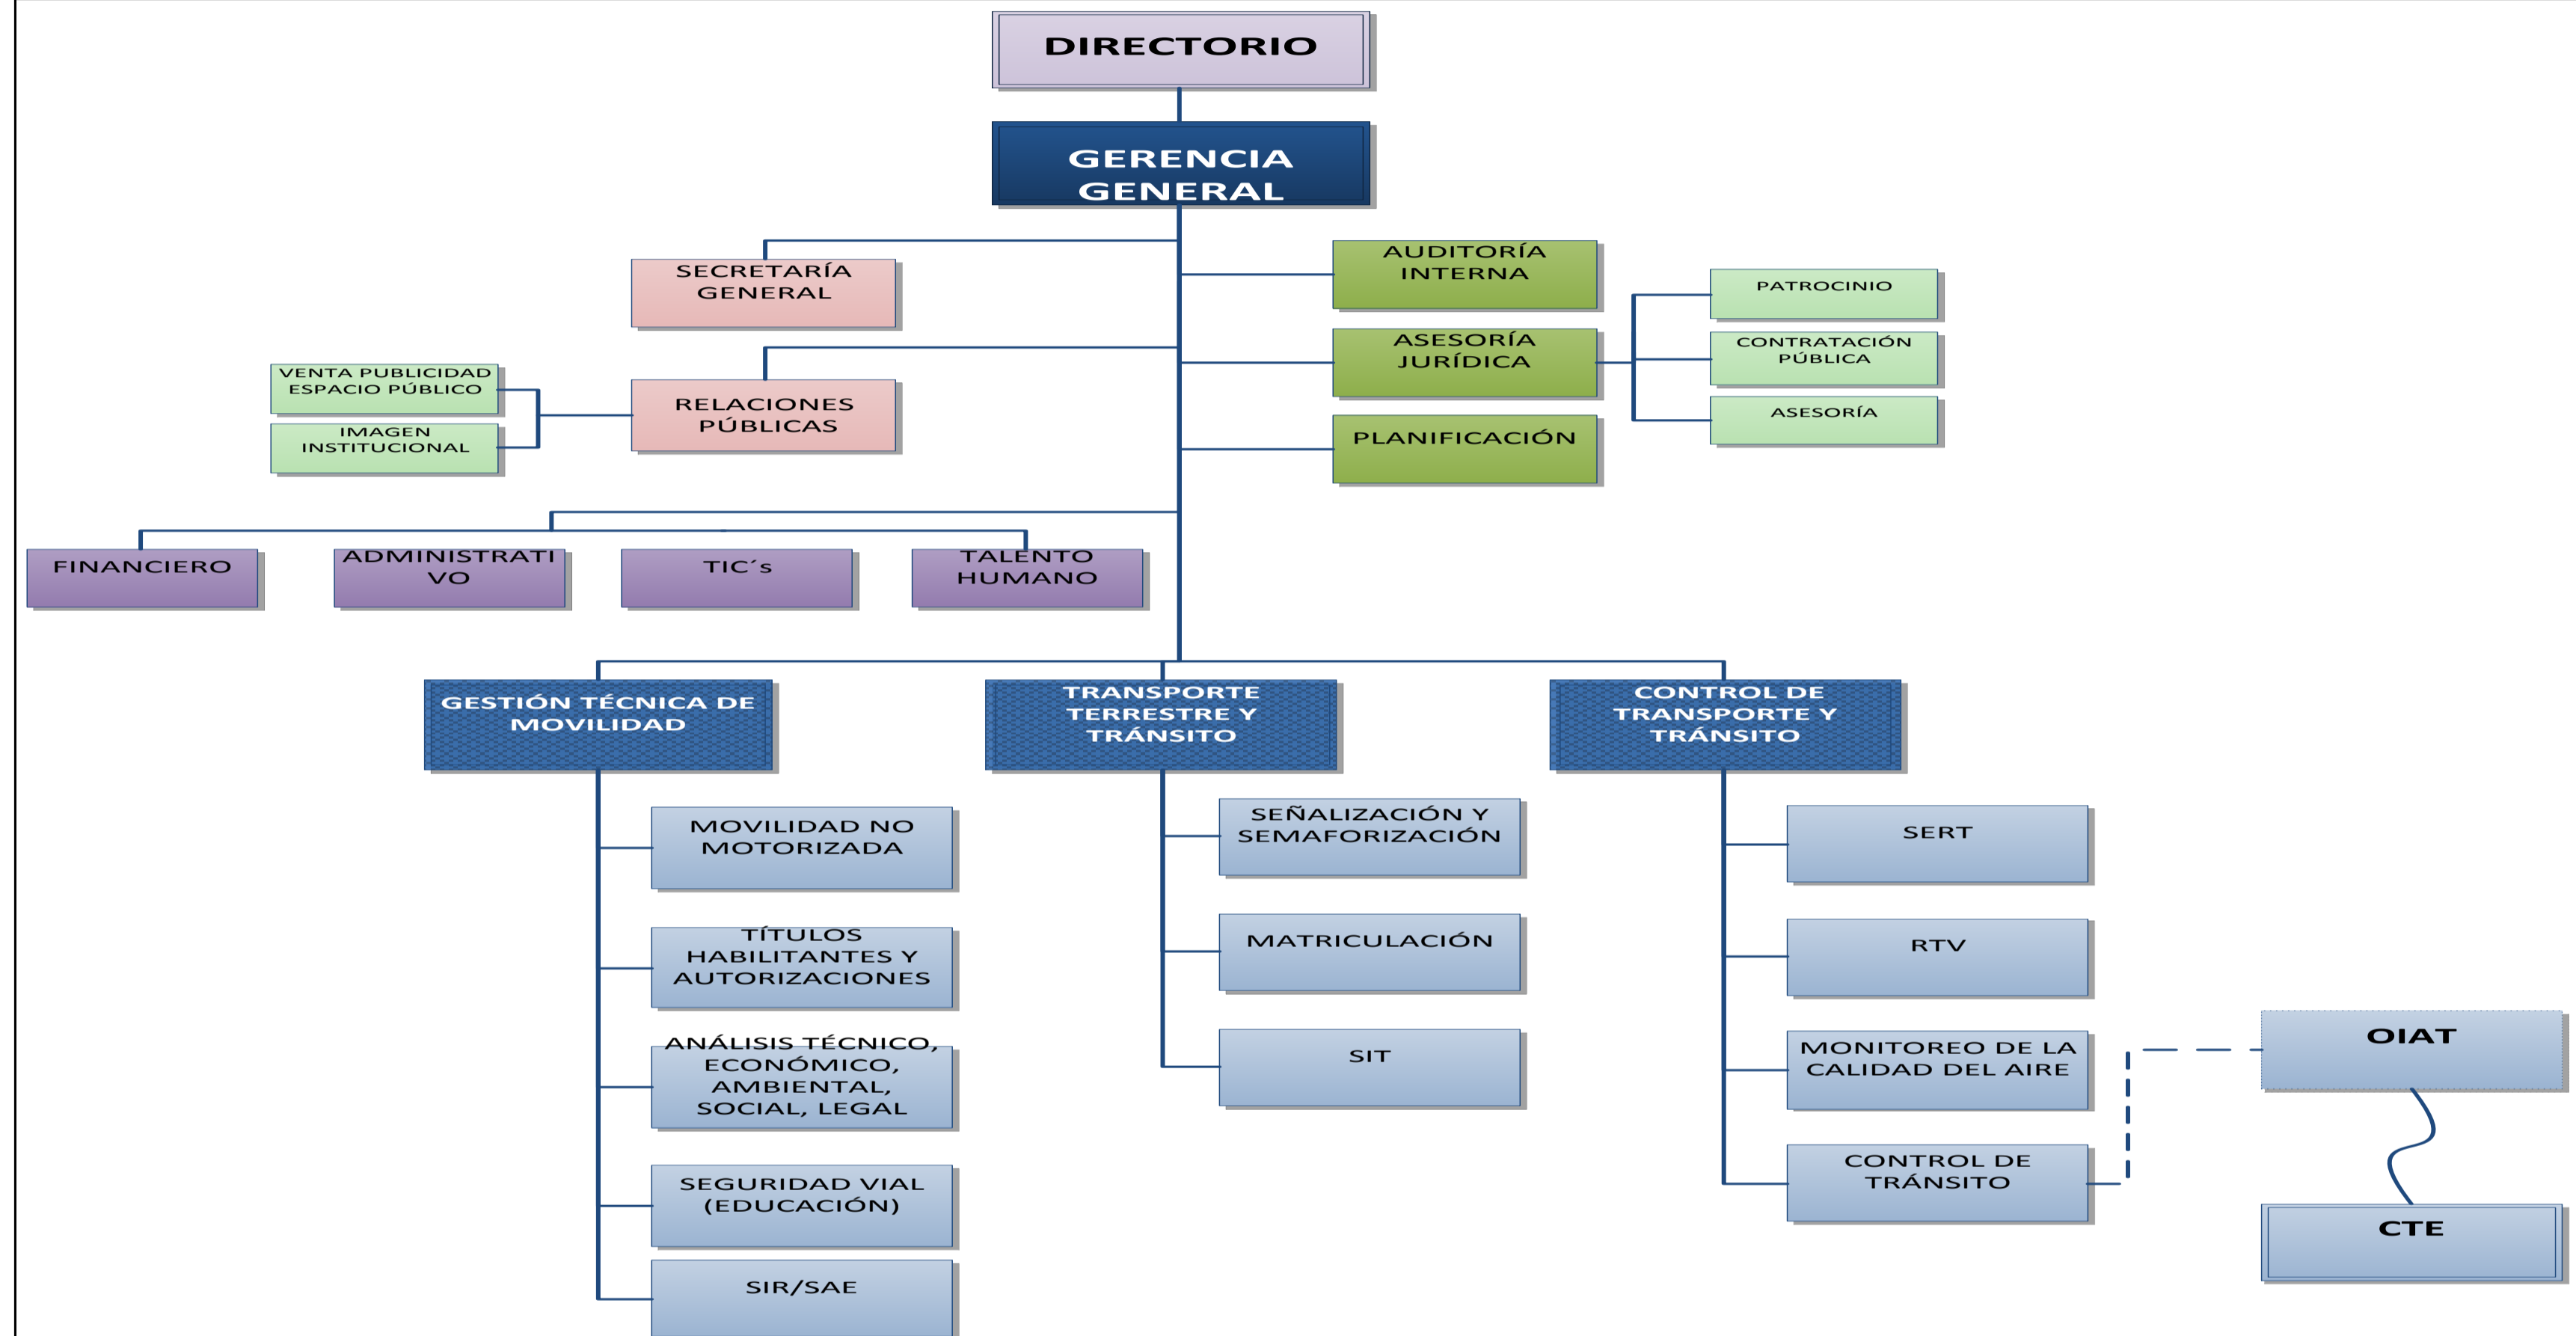 DIRECTORIO
GERENCIA
GENERAL
SECRETARÍA
GENERAL
AUDITORÍA
INTERNA
PATROCINIO
ASESORÍA
JURÍDICA
CONTRATACIÓN
PÚBLICA
ASESORÍA
VENTA PUBLICIDAD
ESPACIO PÚBLICO
IMAGEN
INSTITUCIONAL
RELACIONES
PÚBLICAS
PLANIFICACIÓN
FINANCIERO
ADMINISTRATI
VO
TIC´s
TALENTO
HUMANO
GESTIÓN TÉCNICA DE
MOVILIDAD
TRANSPORTE
TERRESTRE Y
TRÁNSITO
CONTROL DE
TRANSPORTE Y
TRÁNSITO
MOVILIDAD NO
MOTORIZADA
TÍTULOS
HABILITANTES Y
AUTORIZACIONES
ANÁLISIS TÉCNICO,
ECONÓMICO,
AMBIENTAL,
SOCIAL, LEGAL
SEGURIDAD VIAL
(EDUCACIÓN)
SIR/SAE
SEÑALIZACIÓN Y
SEMAFORIZACIÓN
MATRICULACIÓN
SIT
SERT
RTV
MONITOREO DE LA
CALIDAD DEL AIRE
CONTROL DE
TRÁNSITO
OIAT
CTE